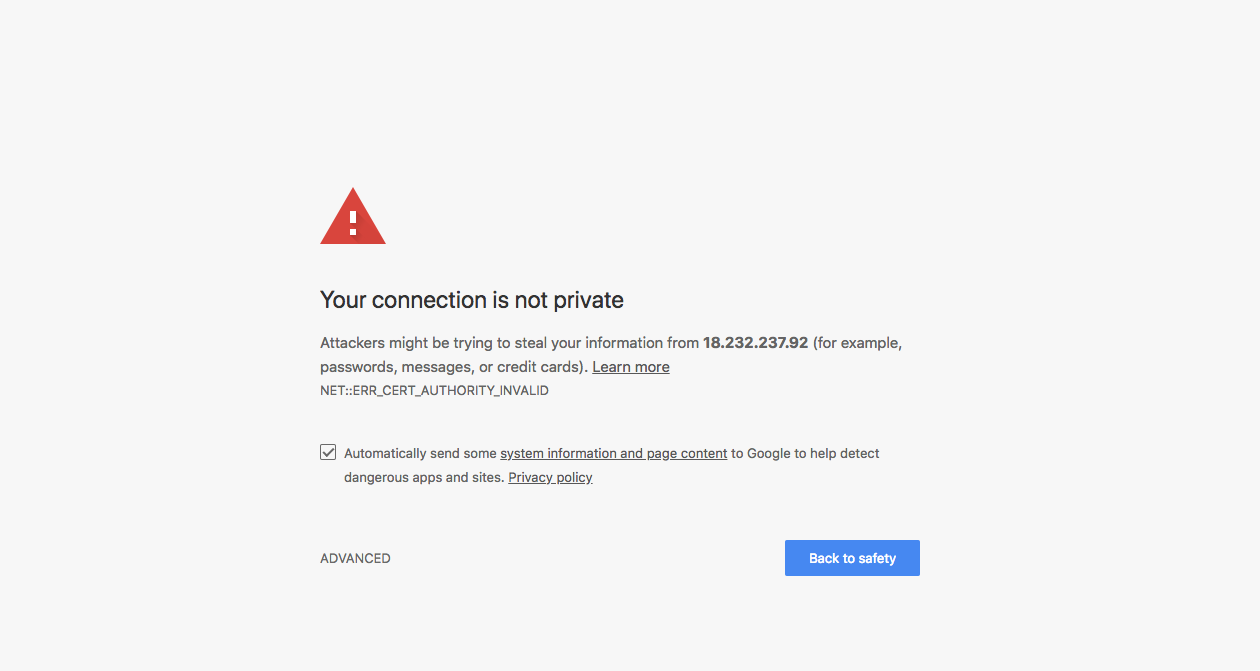 Your connection is not private
Attackers might be trying to steal your information from 18.232.237.92 (for example,
passwords, messages, or credit cards). Learn more
NET::ERR_CERT_AUTHORITY_INVALID
Automatically send some system information and page content to Google to help detect
dangerous apps and sites. Privacy policy
ADVANCED
Back to safety